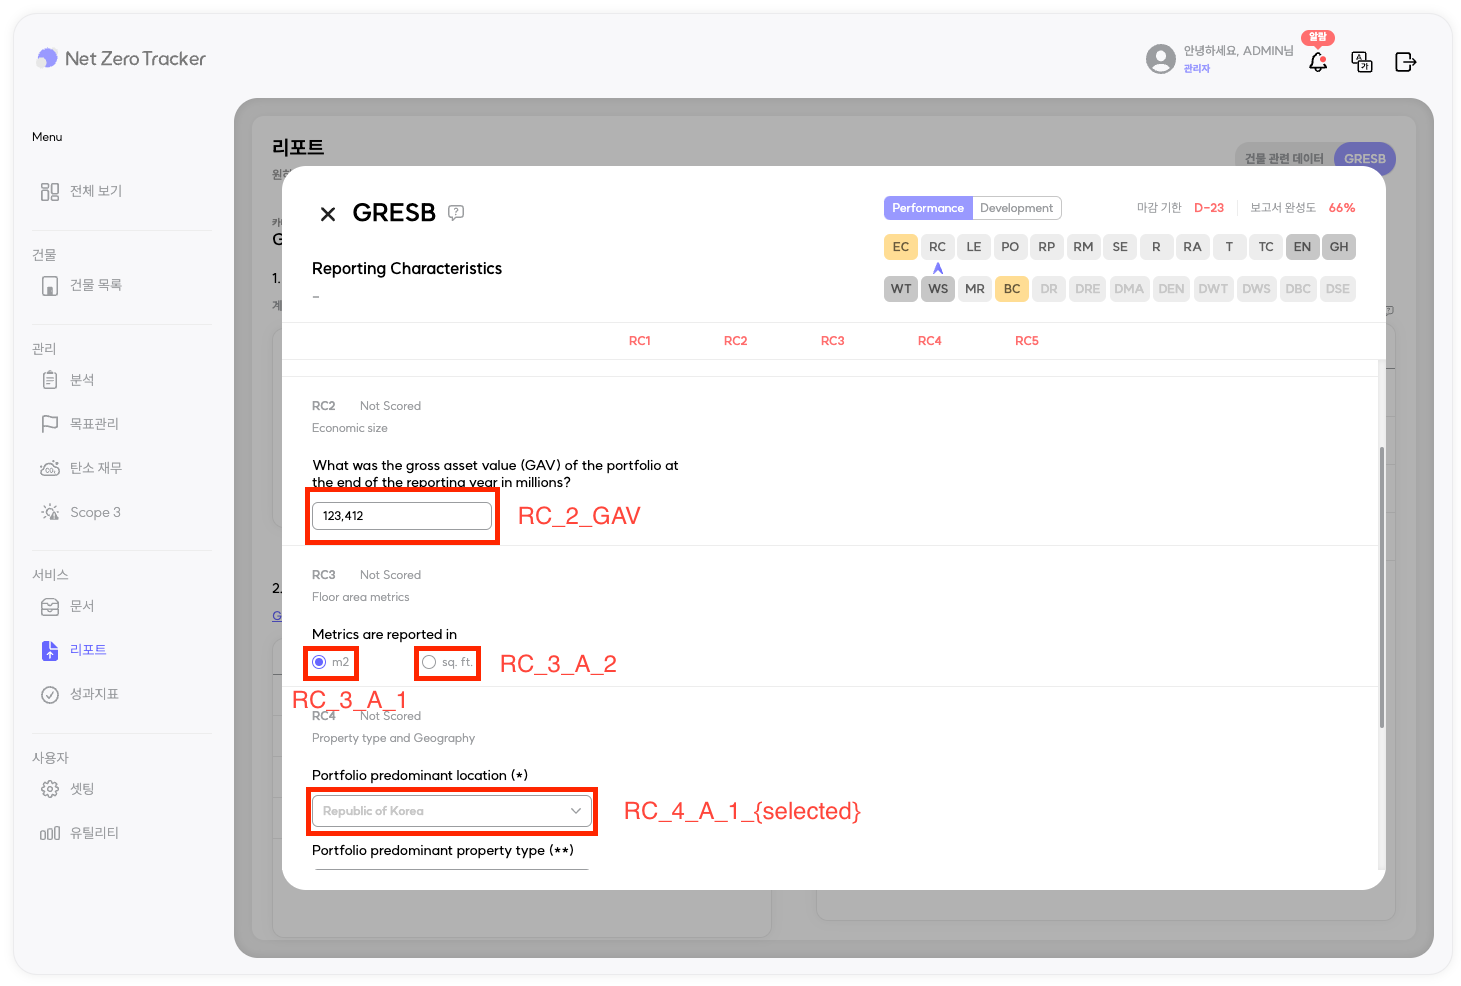 Net Zero Tracker
안녕하세요, ADMIN님
관리자
알람
Menu
전체 보기
건물
건물 목록
관리
분석
목표관리
탄소 재무
Scope 3
서비스
문서
리포트
성과지표
사용자
셋팅
유틸리티
리포트
건물 관련 데이터
GRESB
GRESB
Performance
Development
마감 기한
D-23
보고서 완성도
66%
EC
RC
LE
PO
RP
RM
SE
R
RA
T
TC
EN
GH
WT
WS
MR
BC
DR
DRE
DMA
DEN
DWT
DWS
DBC
DSE
Reporting Characteristics
-
1.
2.
RC1
RC2
RC3
RC4
RC5
RC2
Not Scored
Economic size
What was the gross asset value (GAV) of the portfolio at
the end of the reporting year in millions?
123,412
RC_2_GAV
RC3
Not Scored
Floor area metrics
Metrics are reported in
m2
sq. ft.
RC_3_A_2
RC_3_A_1
RC4
Not Scored
Property type and Geography
Portfolio predominant location (*)
Republic of Korea
RC_4_A_1_{selected}
Portfolio predominant property type (**)